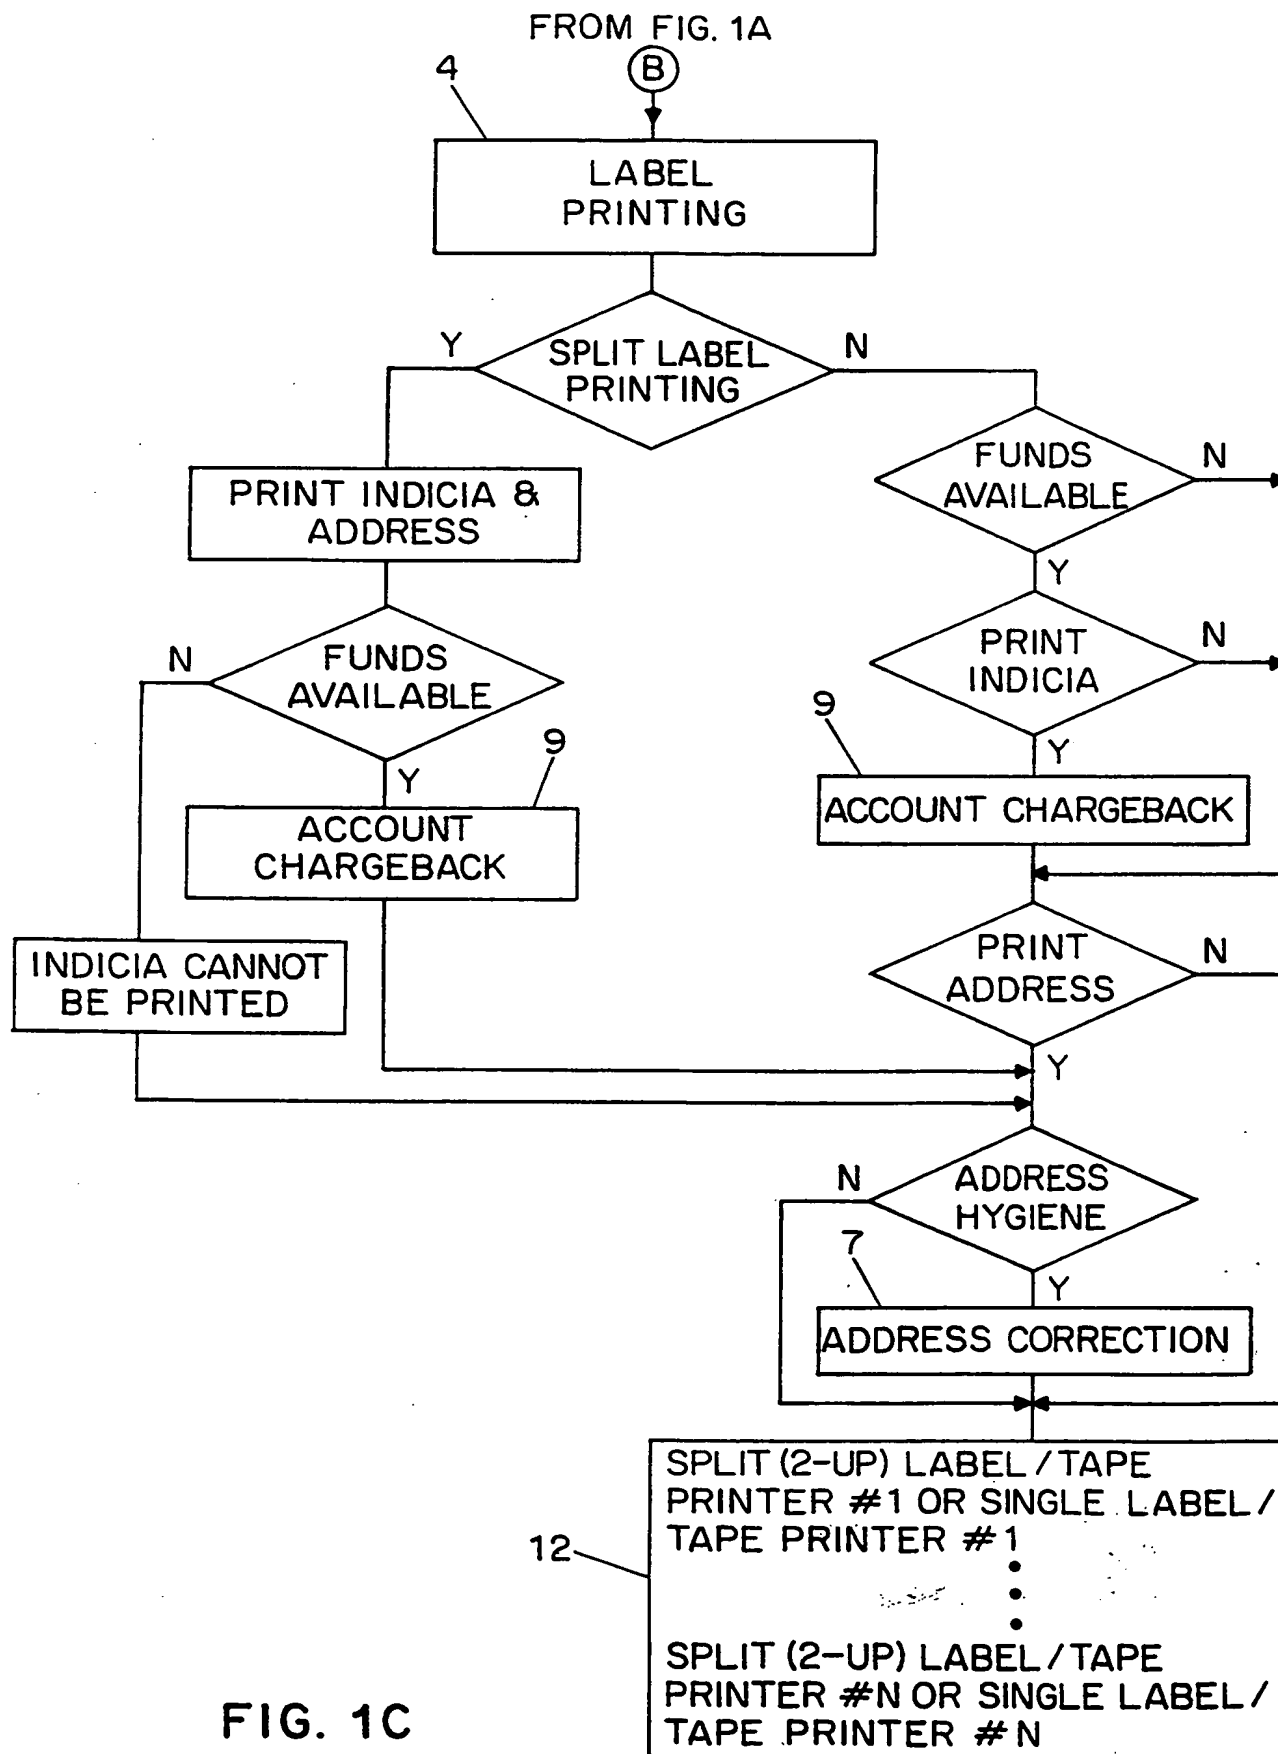 FROM FIG. 1A
B
4
LABEL
PRINTING
SPLIT LABEL
PRINTING
Y
N
PRINT INDICIA &
ADDRESS
FUNDS
AVAILABLE
N
Y
FUNDS
AVAILABLE
N
Y
PRINT
INDICIA
N
Y
9
ACCOUNT
CHARGEBACK
9
ACCOUNT CHARGEBACK
INDICIA CANNOT
BE PRINTED
PRINT
ADDRESS
N
Y
ADDRESS
HYGIENE
N
Y
7
ADDRESS CORRECTION
12
SPLIT (2-UP) LABEL / TAPE
PRINTER #1 OR SINGLE LABEL /
TAPE PRINTER #1
SPLIT (2-UP) LABEL / TAPE
PRINTER #N OR SINGLE LABEL /
TAPE PRINTER #N
FIG. 1C